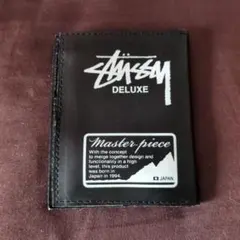 STÜSSY
DELUXE
Master-piece
With the concept
to merge together design and
functionality in a high
level, this product
was born in
Japan in 1994.
JAPAN